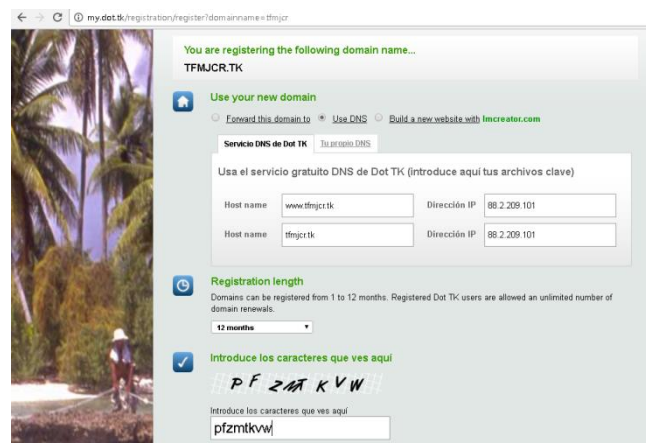 my.dot.tk/registration/register?domainname=tfmjcr
You are registering the following domain name...
TFMJCR.TK
Use your new domain
Forward this domain to Use DNS Build a new website with Imcreator.com
Servicio DNS de Dot TK Tu propio DNS
Usa el servicio gratuito DNS de Dot TK (introduce aquí tus archivos clave)
Host name www.tfmjcr.tk Dirección IP 88.2.209.101
Host name tfmjcr.tk Dirección IP 88.2.209.101
Registration length
Domains can be registered from 1 to 12 months. Registered Dot TK users are allowed an unlimited number of
domain renewals.
12 months
Introduce los caracteres que ves aquí
P F Z M T K V W
Introduce los caracteres que ves aquí
pfzmtkvw